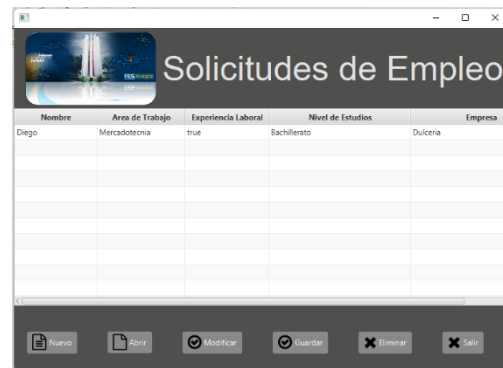 Solicitudes de Empleo
Nombre Area de Trabajo Experiencia Laboral Nivel de Estudios Empresa
Diego Mercadotecnia true Bachillerato Dulceria
Nuevo Abrir Modificar Guardar Eliminar Salir